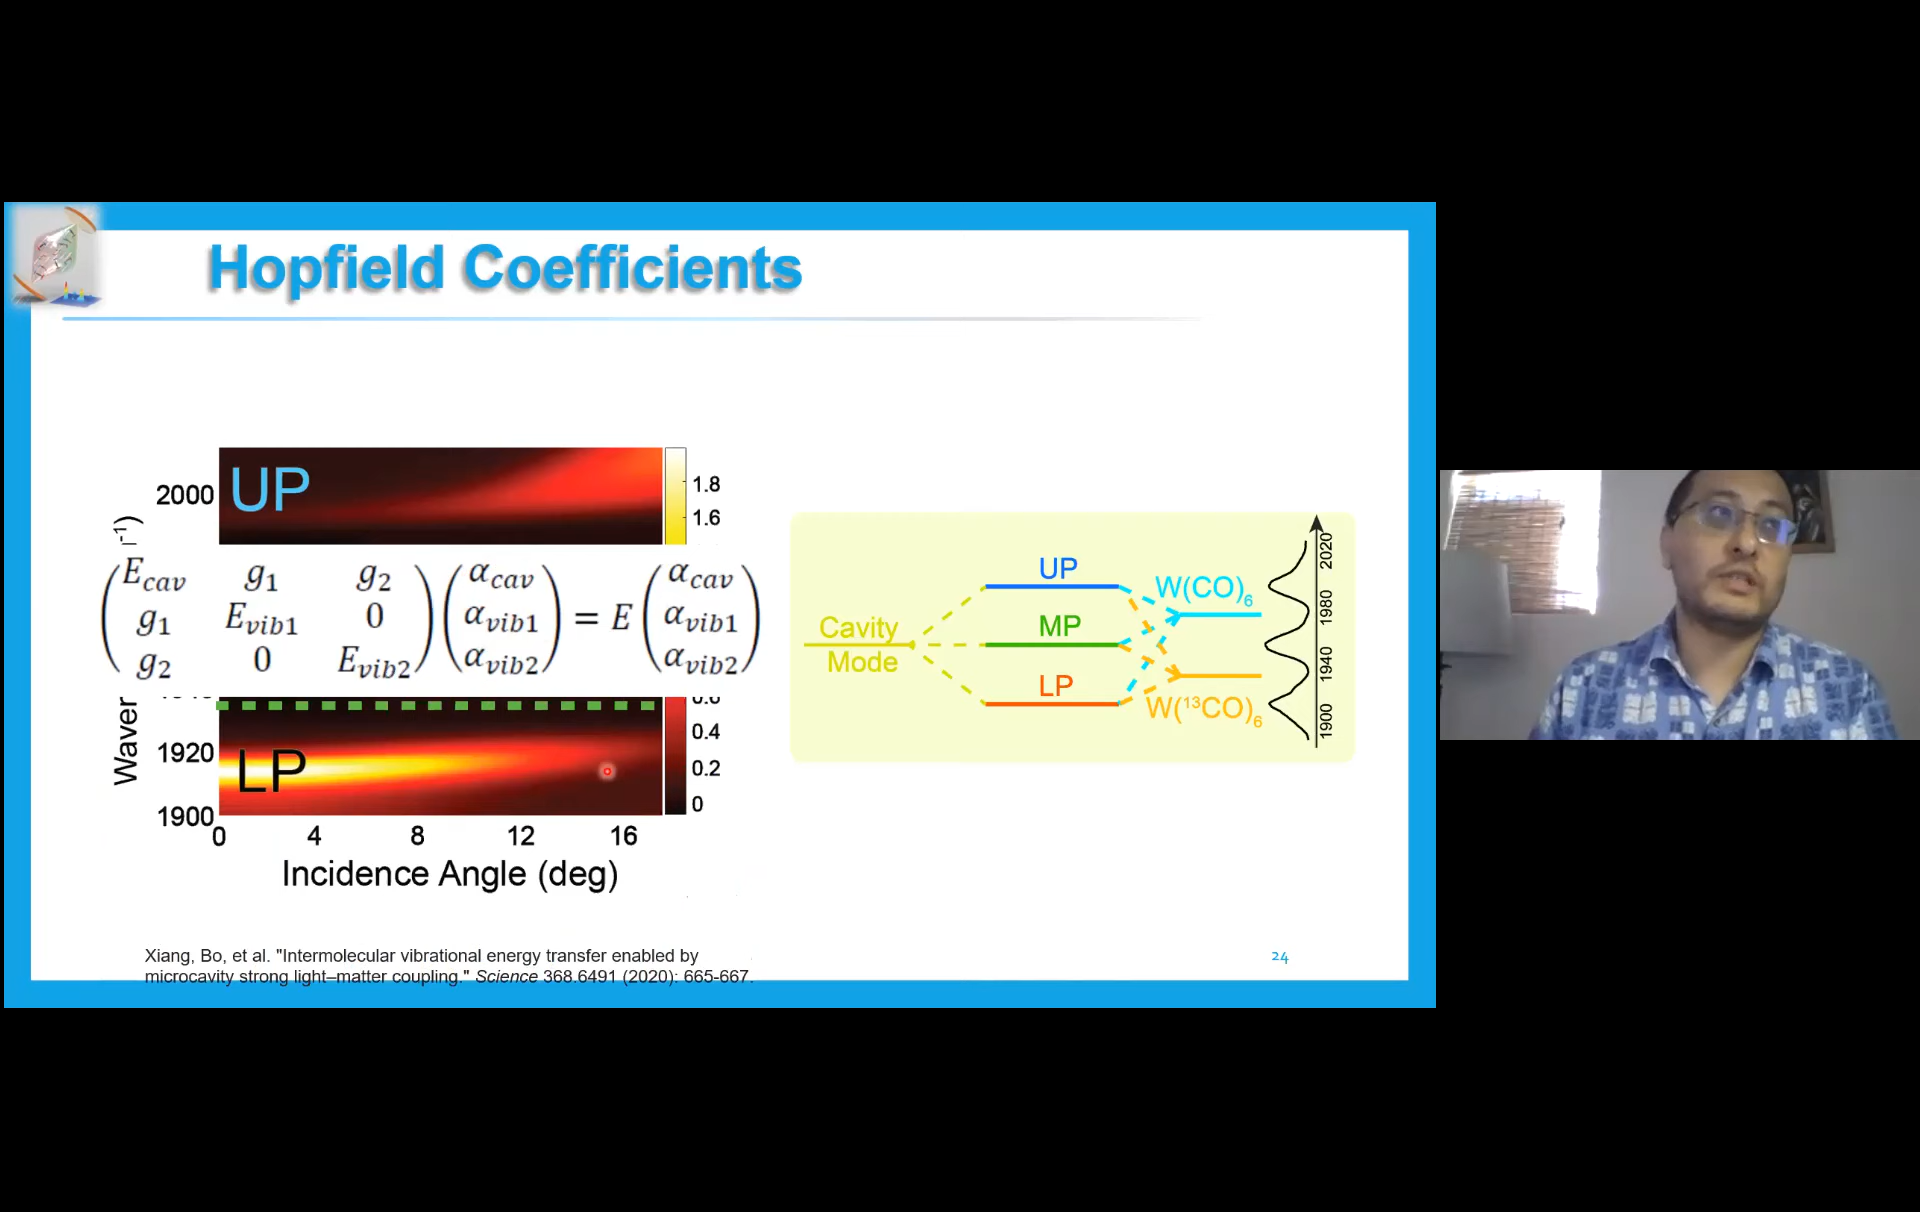 Hopfield Coefficients
UP
2000
1.8
1.6
-1)
E_cav g_1 g_2
g_1 E_vib1 0
g_2 0 E_vib2
α_cav
α_vib1
α_vib2
= E
α_cav
α_vib1
α_vib2
Waver
0.4
0.2
0
1920
LP
1900
0 4 8 12 16
Incidence Angle (deg)
Cavity
Mode
UP
MP
LP
W(CO)6
W(13CO)6
2020
1980
1940
1900
Xiang, Bo, et al. "Intermolecular vibrational energy transfer enabled by
microcavity strong light–matter coupling." Science 368.6491 (2020): 665-667.
24